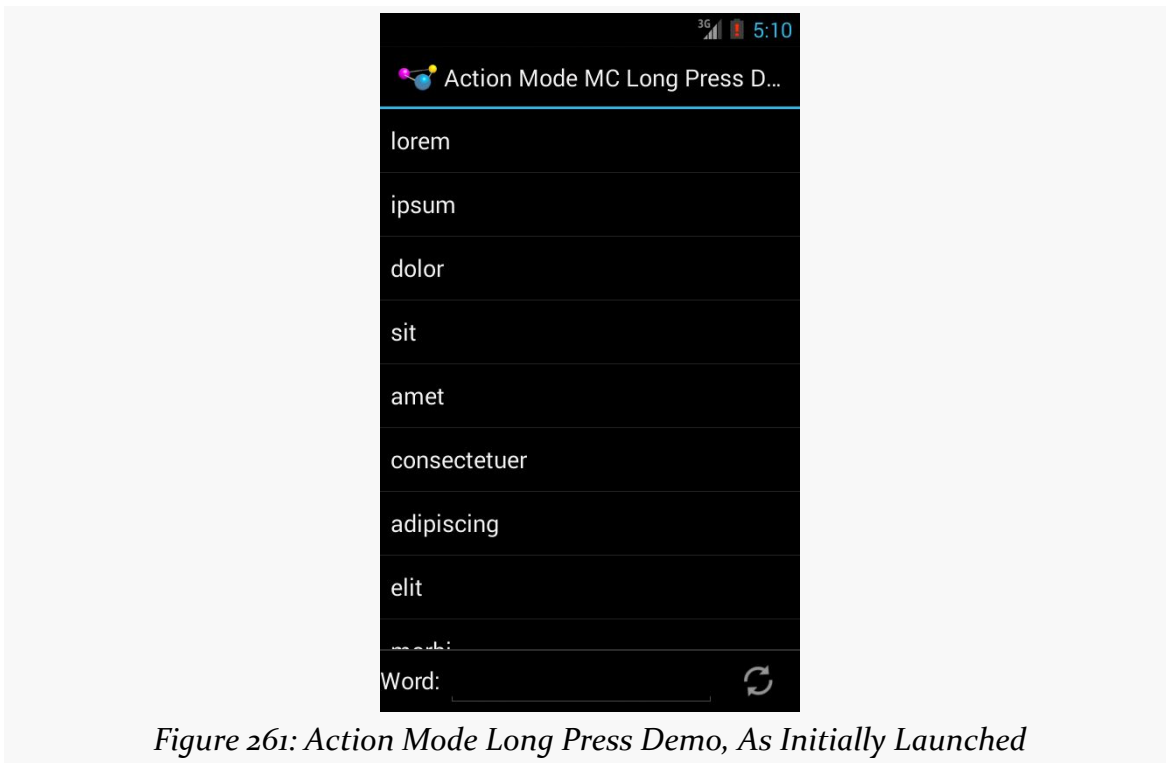 3G 5:10
Action Mode MC Long Press D...
lorem
ipsum
dolor
sit
amet
consectetuer
adipiscing
elit
morbi
Word:
Figure 261: Action Mode Long Press Demo, As Initially Launched